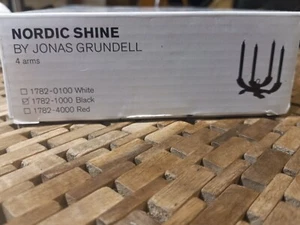 NORDIC SHINE
BY JONAS GRUNDELL
4 arms
1782-0100 White
1782-1000 Black
1782-4000 Red